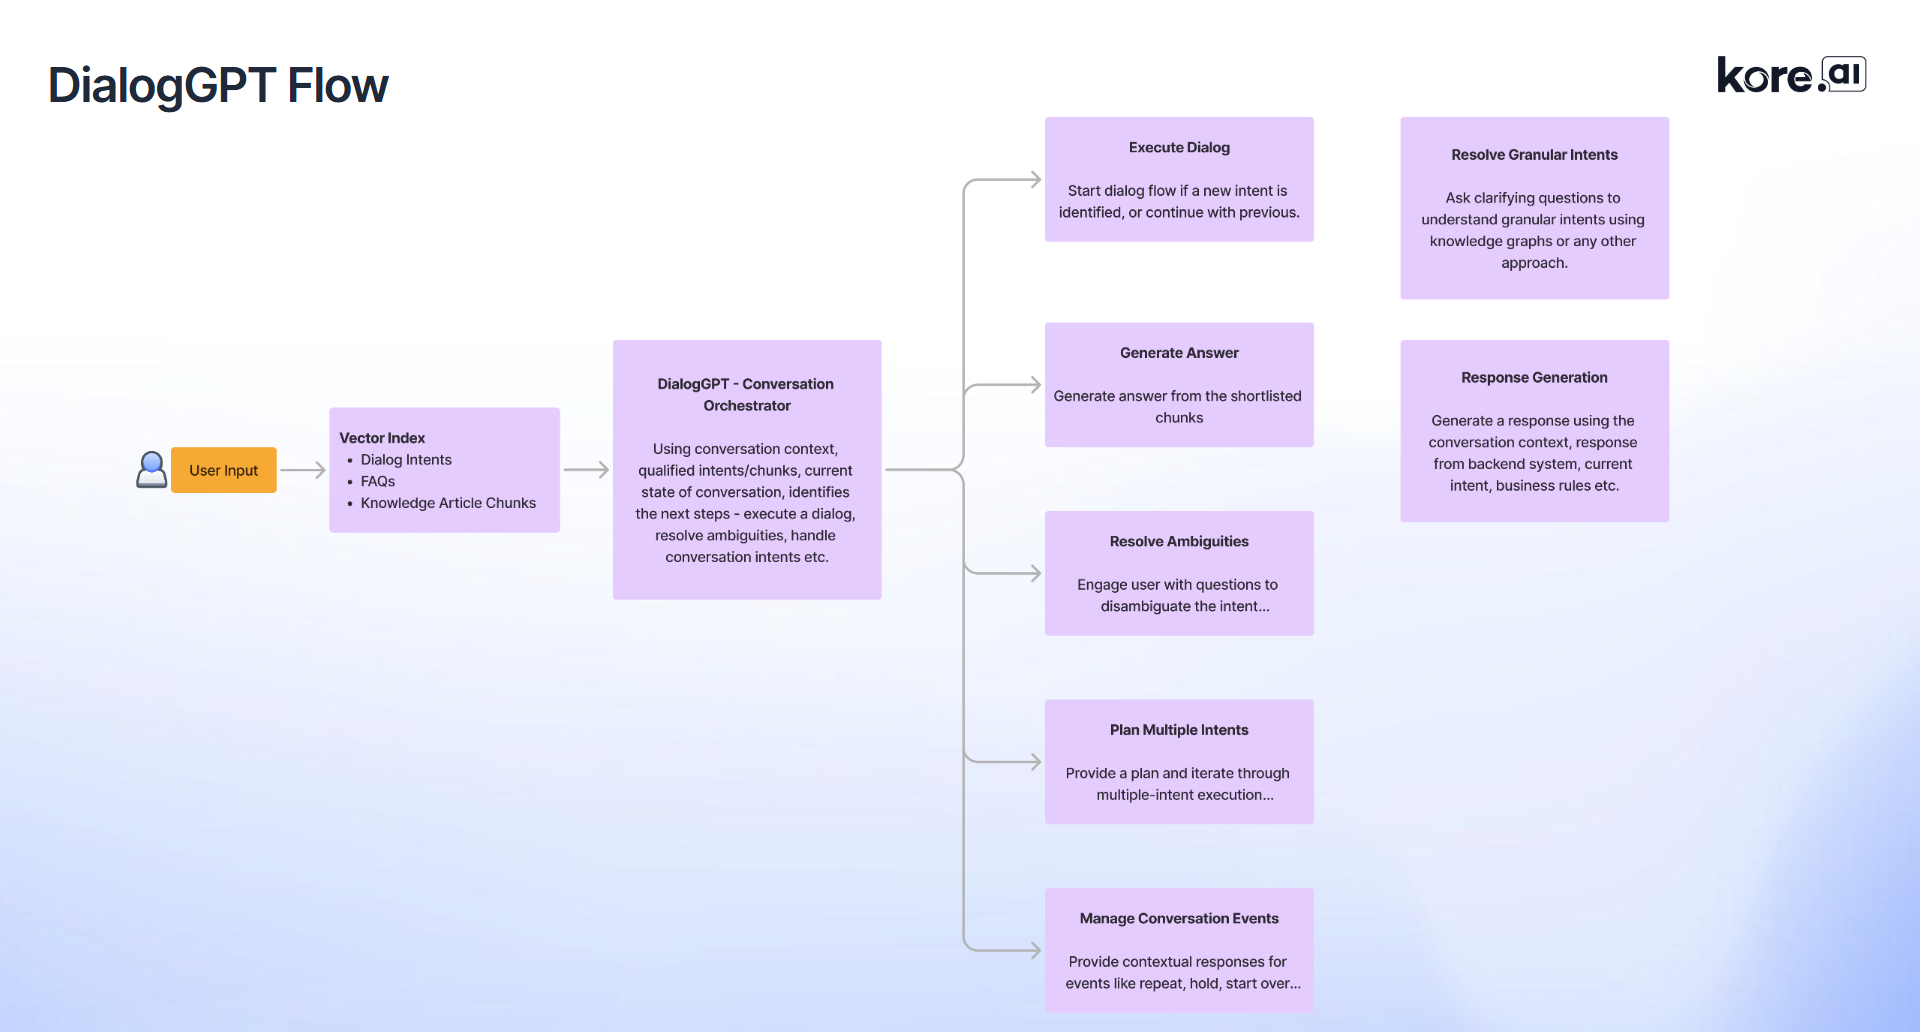 DialogGPT Flow
kore.ai
User Input
Vector Index
• Dialog Intents
• FAQs
• Knowledge Article Chunks
DialogGPT - Conversation
Orchestrator
Using conversation context,
qualified intents/chunks, current
state of conversation, identifies
the next steps - execute a dialog,
resolve ambiguities, handle
conversation intents etc.
Execute Dialog
Start dialog flow if a new intent is
identified, or continue with previous.
Generate Answer
Generate answer from the shortlisted
chunks
Resolve Ambiguities
Engage user with questions to
disambiguate the intent...
Plan Multiple Intents
Provide a plan and iterate through
multiple-intent execution...
Manage Conversation Events
Provide contextual responses for
events like repeat, hold, start over...
Resolve Granular Intents
Ask clarifying questions to
understand granular intents using
knowledge graphs or any other
approach.
Response Generation
Generate a response using the
conversation context, response
from backend system, current
intent, business rules etc.